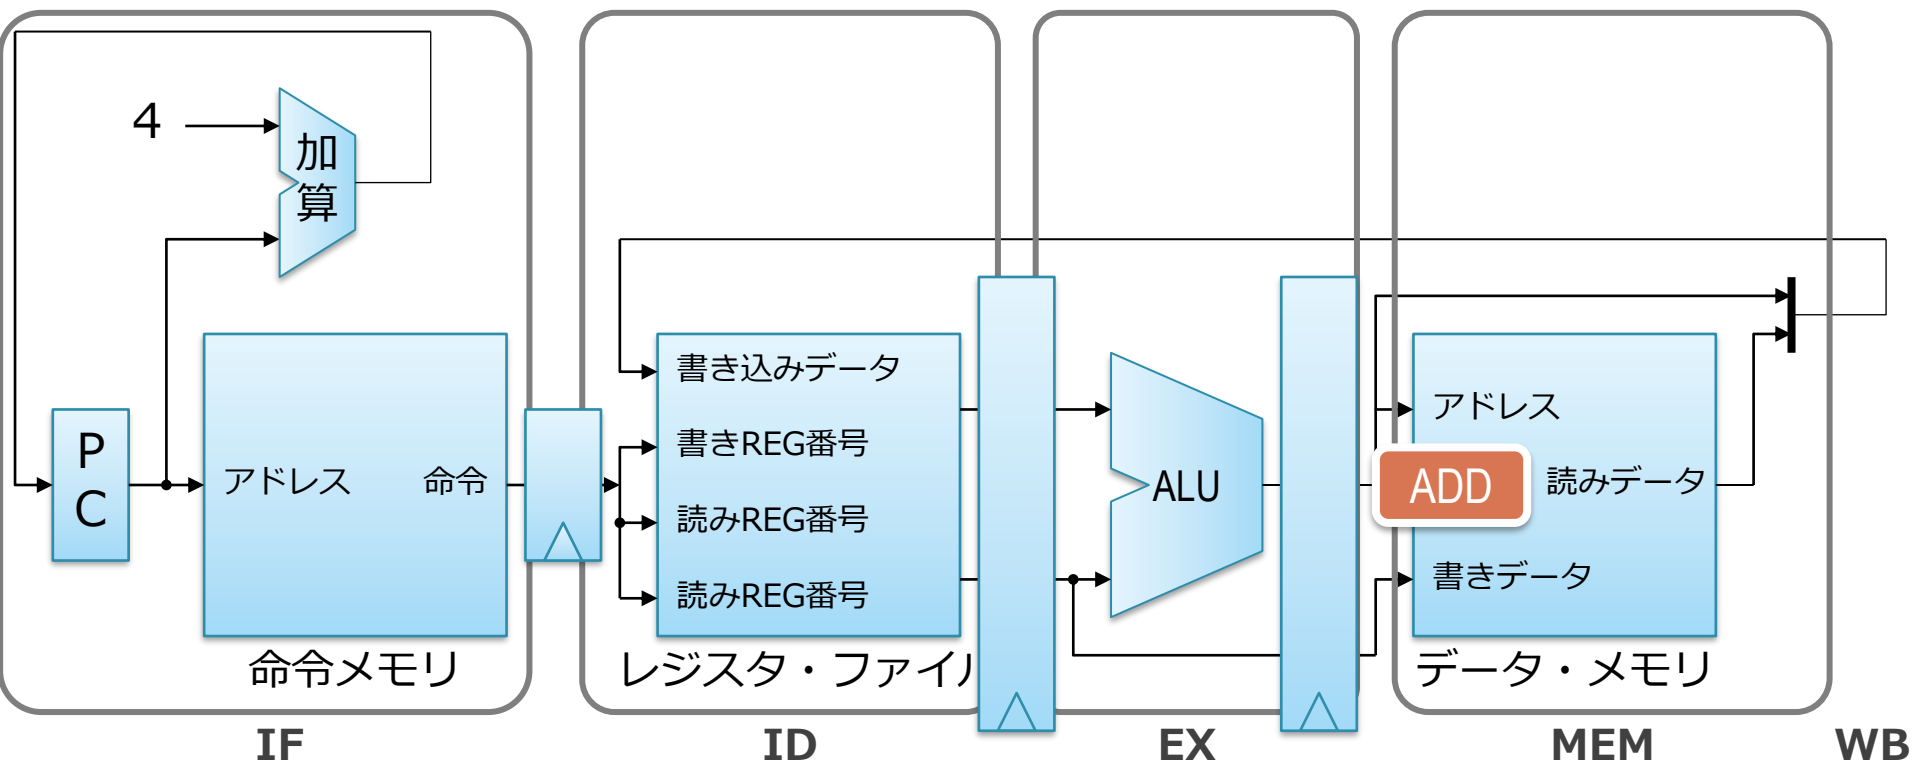 4
加算
PC
アドレス
命令
命令メモリ
書き込みデータ
書きREG番号
読みREG番号
読みREG番号
レジスタ・ファイル
ALU
アドレス
ADD
読みデータ
書きデータ
データ・メモリ
IF
ID
EX
MEM
WB